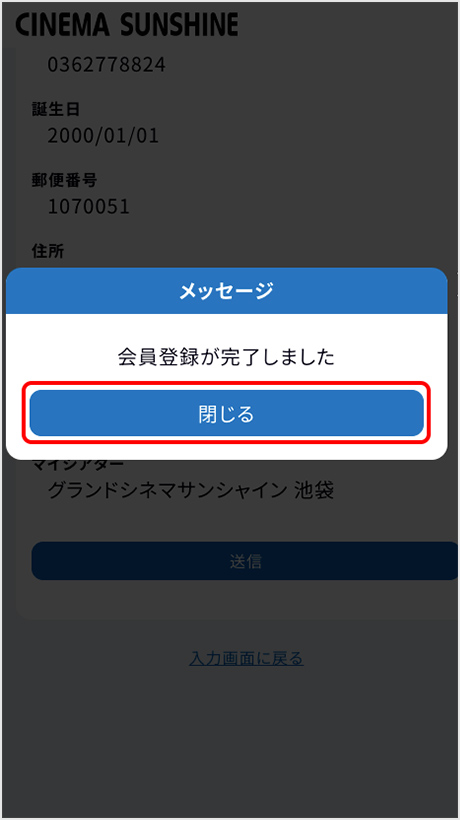 CINEMA SUNSHINE
0362778824
誕生日
2000/01/01
郵便番号
1070051
住所
メッセージ
会員登録が完了しました
閉じる
マイシアター
グランドシネマサンシャイン 池袋
送信
入力画面に戻る